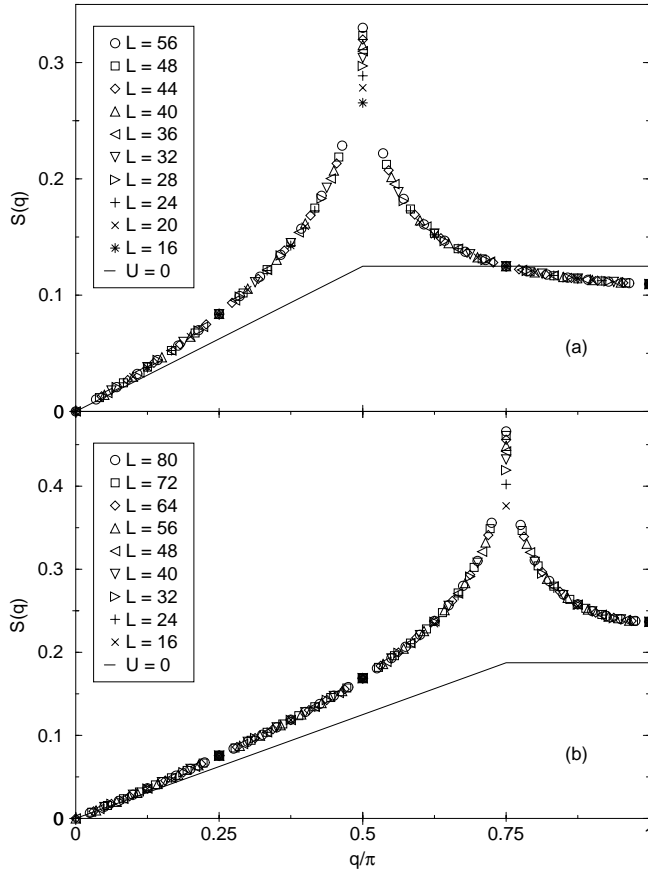 0.3
0.2
0.1
0
S(q)
L = 56
L = 48
L = 44
L = 40
L = 36
L = 32
L = 28
L = 24
L = 20
L = 16
U = 0
(a)
0
0.4
0.3
0.2
0.1
0
S(q)
L = 80
L = 72
L = 64
L = 56
L = 48
L = 40
L = 32
L = 24
L = 16
U = 0
(b)
0 0.25 0.5 0.75 1
q/π